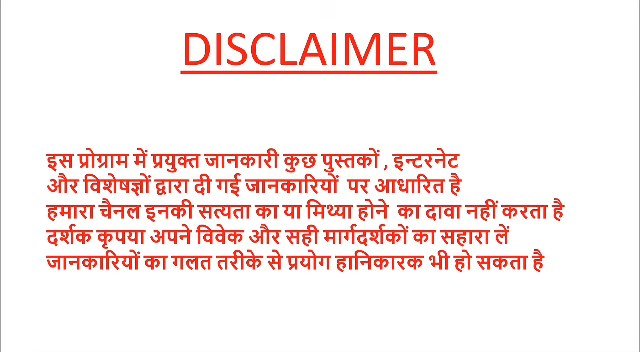 DISCLAIMER
इस प्रोग्राम में प्रयुक्त जानकारी कुछ पुस्तकों , इन्टरनेट
और विशेषज्ञों द्वारा दी गई जानकारियों पर आधारित है
हमारा चैनल इनकी सत्यता का या मिथ्या होने का दावा नहीं करता है
दर्शक कृपया अपने विवेक और सही मार्गदर्शकों का सहारा लें
जानकारियों का गलत तरीके से प्रयोग हानिकारक भी हो सकता है